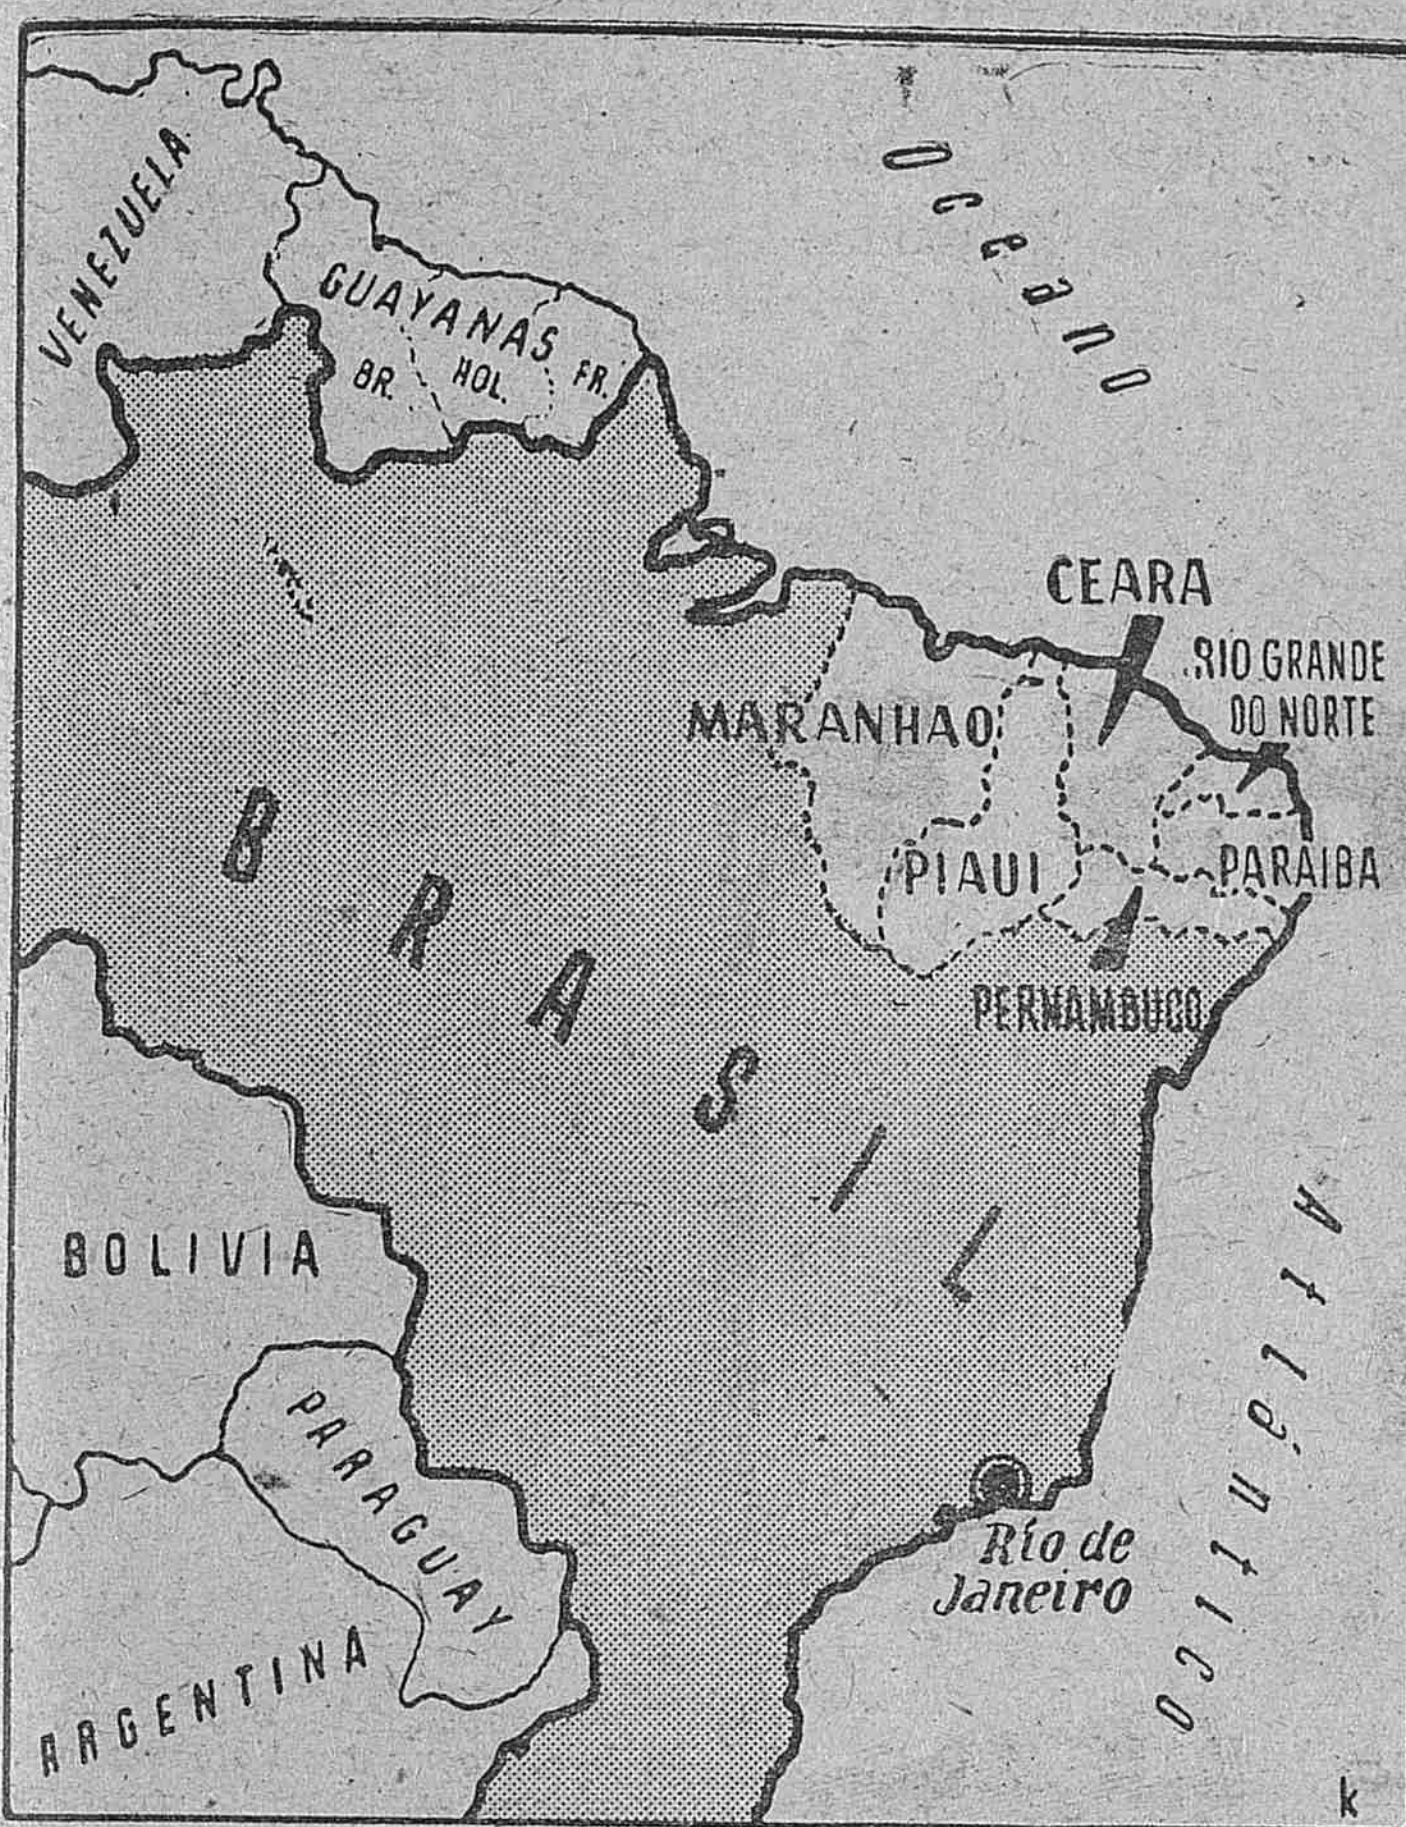 Oceano
VENEZUELA
GUAYANAS
BR.
HOL.
FR.
CEARA
RIO GRANDE
DO NORTE
MARANHAO
BRASIL
PIAUI
PARAIBA
PERNAMBUCO
Atlántico
BOLIVIA
PARAGUAY
Río de
Janeiro
ARGENTINA
k